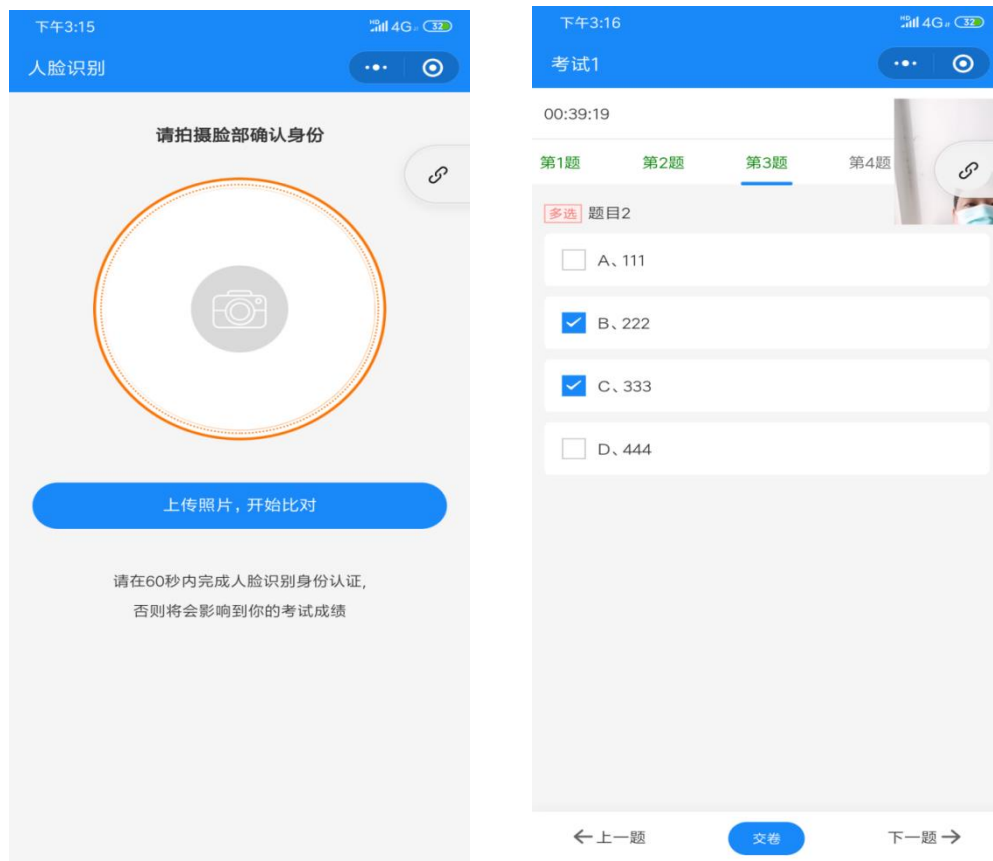 下午3:15
HD 4G 32
人脸识别
请拍摄脸部确认身份
上传照片，开始比对
请在60秒内完成人脸识别身份认证,
否则将会影响到你的考试成绩
下午3:16
HD 4G 32
考试1
00:39:19
第1题 第2题 第3题 第4题
多选 题目2
A、111
B、222
C、333
D、444
←上一题 交卷 下一题→